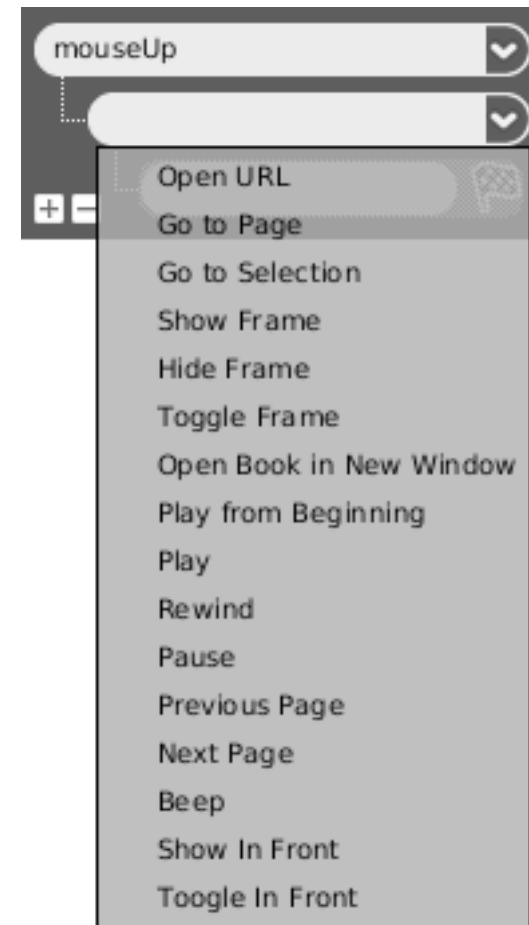 mouseUp
Open URL
Go to Page
Go to Selection
Show Frame
Hide Frame
Toggle Frame
Open Book in New Window
Play from Beginning
Play
Rewind
Pause
Previous Page
Next Page
Beep
Show In Front
Toogle In Front